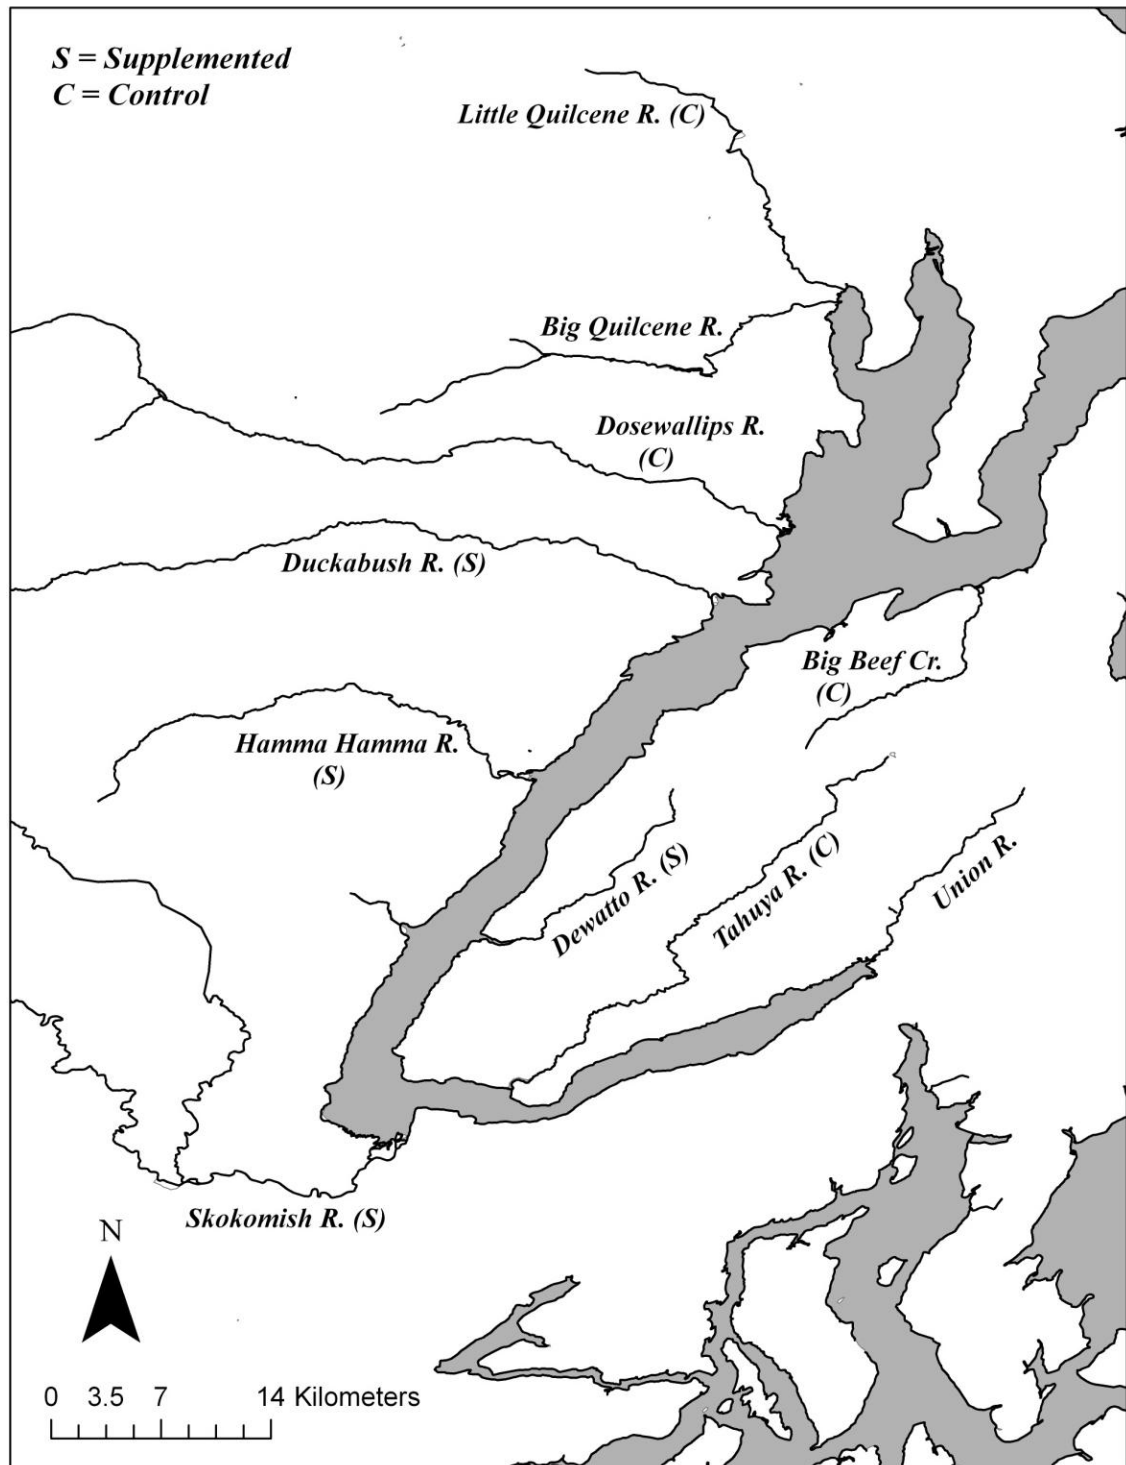 S = Supplemented
C = Control
Little Quilcene R. (C)
Big Quilcene R.
Dosewallips R.
(C)
Duckabush R. (S)
Big Beef Cr.
(C)
Hamma Hamma R.
(S)
Dewatto R. (S)
Tahuya R. (C)
Union R.
Skokomish R. (S)
N
0 3.5 7 14 Kilometers